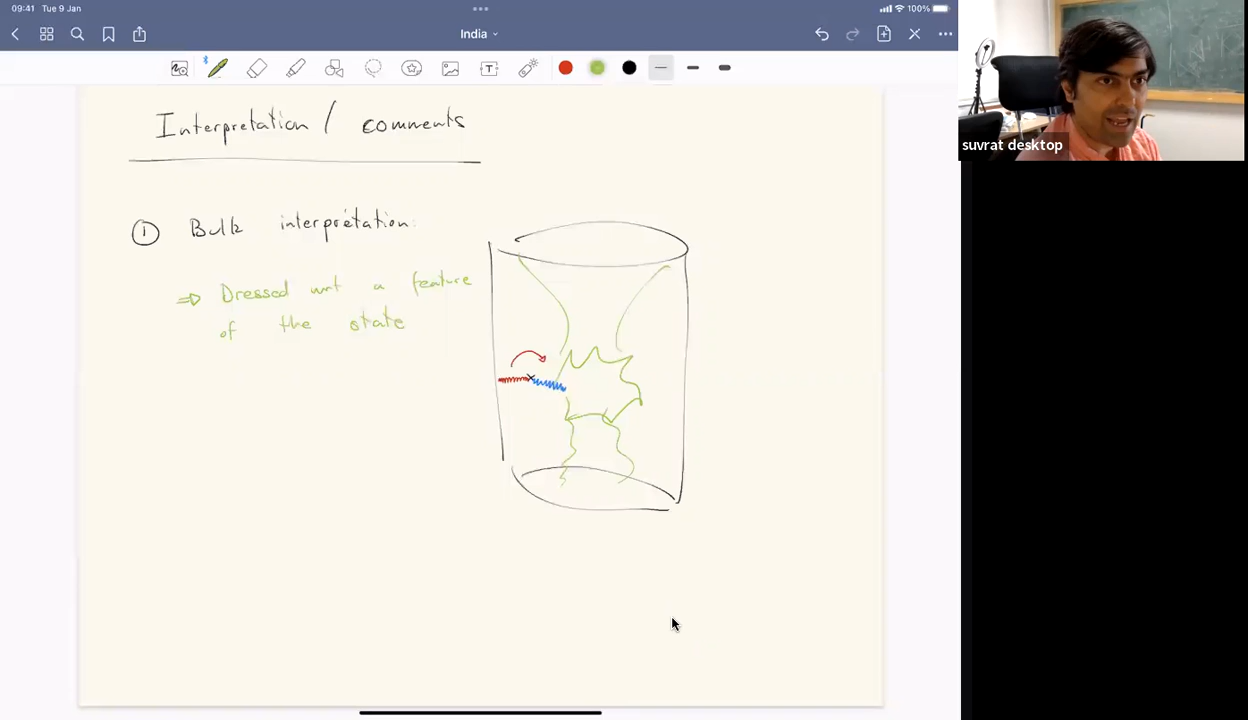 09:41 Tue 9 Jan
100%
India
Interpretation / comments
1 Bulk interpretation:
⇒ Dressed wrt a feature
of the state
suvrat desktop